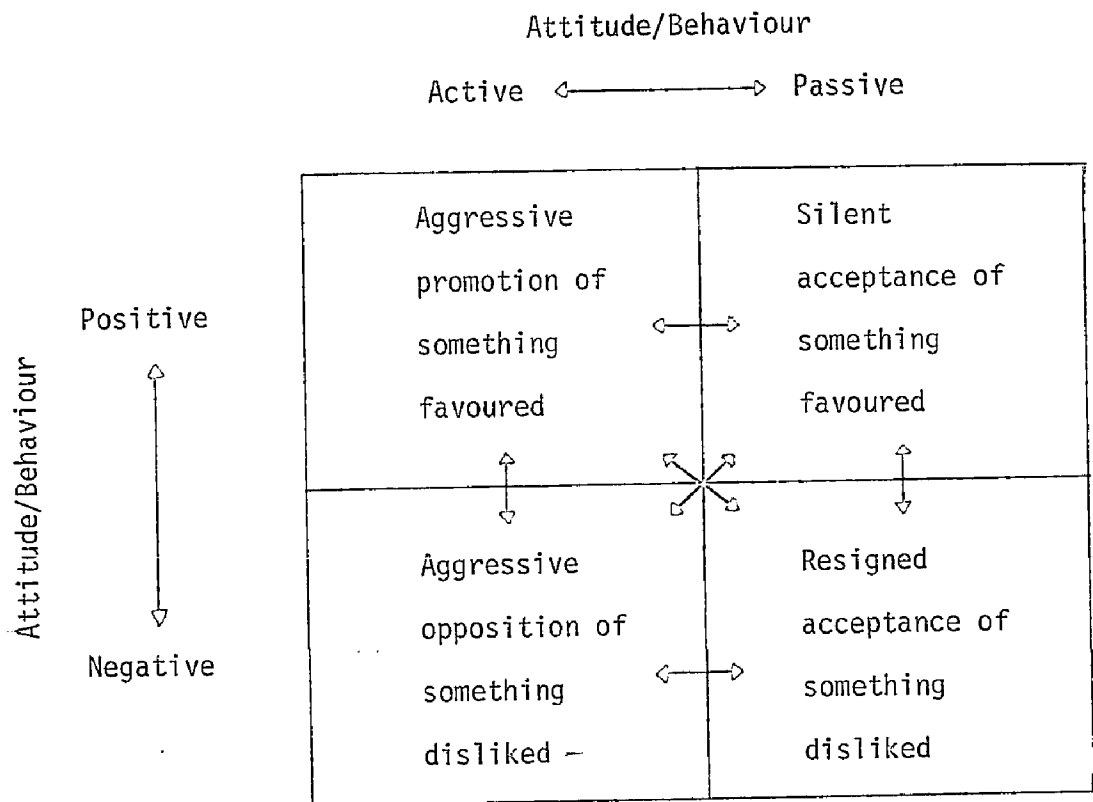 Attitude/Behaviour
Active
Passive
Positive
Attitude/Behaviour
Negative
Aggressive
promotion of
something
favoured
Silent
acceptance of
something
favoured
Aggressive
opposition of
something
disliked –
Resigned
acceptance of
something
disliked